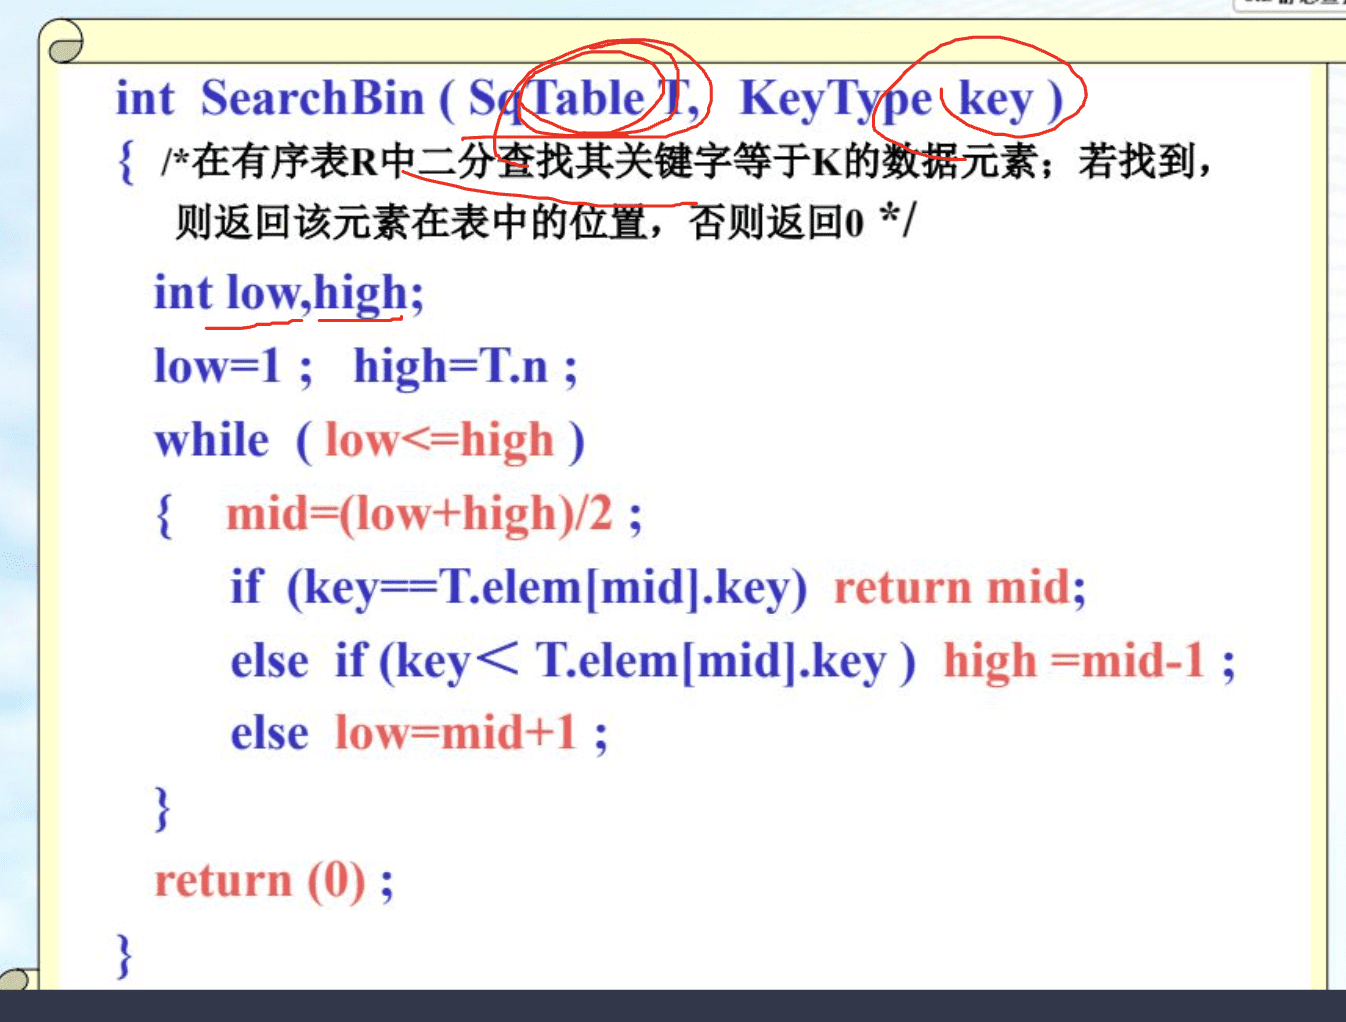 int SearchBin ( SqTable T, KeyType key )
{ /*在有序表R中二分查找其关键字等于K的数据元素；若找到，
则返回该元素在表中的位置，否则返回0 */
int low,high;
low=1 ; high=T.n ;
while ( low<=high )
{ mid=(low+high)/2 ;
if (key==T.elem[mid].key) return mid;
else if (key< T.elem[mid].key ) high =mid-1 ;
else low=mid+1 ;
}
return (0) ;
}